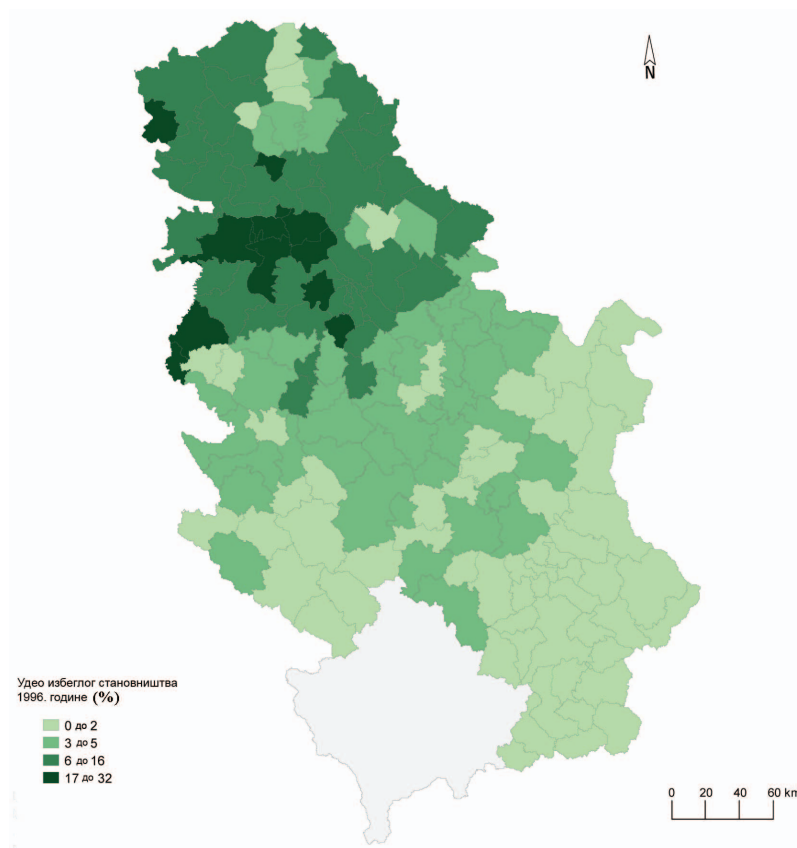 N
Удео избеглог становништва
1996. године (%)
0 до 2
3 до 5
6 до 16
17 до 32
0 20 40 60 km